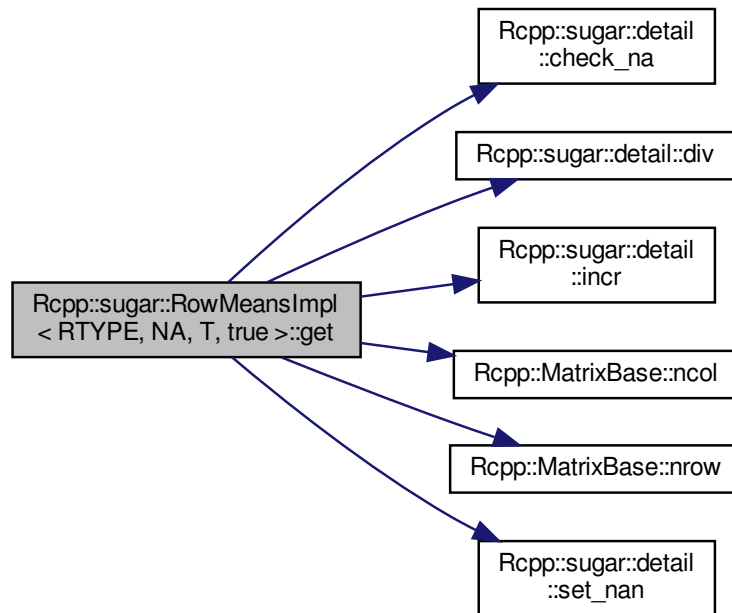 Rcpp::sugar::detail
::check_na
Rcpp::sugar::detail::div
Rcpp::sugar::detail
::incr
Rcpp::sugar::RowMeansImpl
< RTYPE, NA, T, true >::get
Rcpp::MatrixBase::ncol
Rcpp::MatrixBase::nrow
Rcpp::sugar::detail
::set_nan